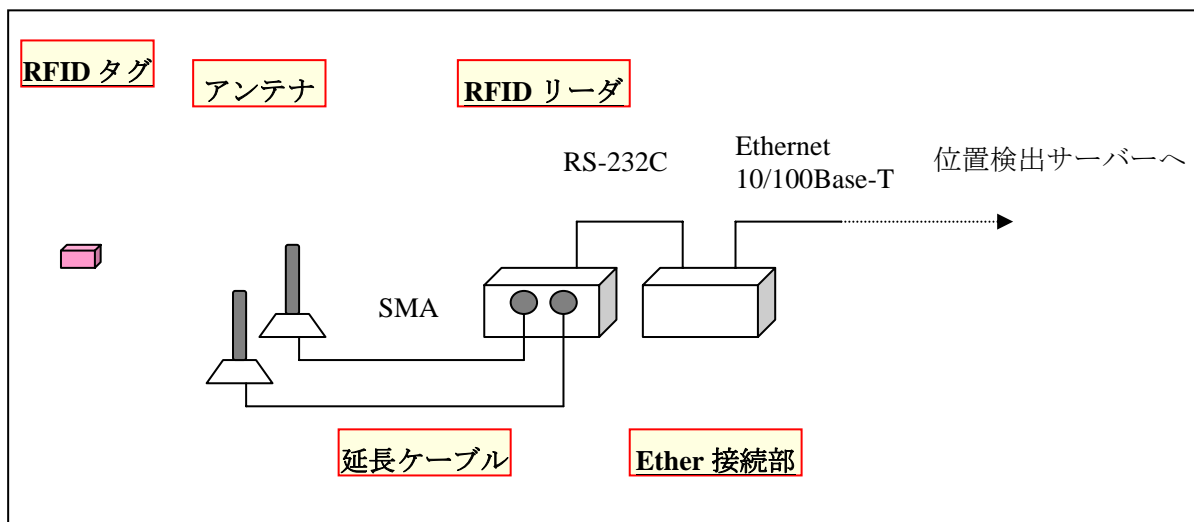 RFID タグ
アンテナ
RFID リーダ
RS-232C
Ethernet
10/100Base-T
位置検出サーバーへ
SMA
延長ケーブル
Ether 接続部